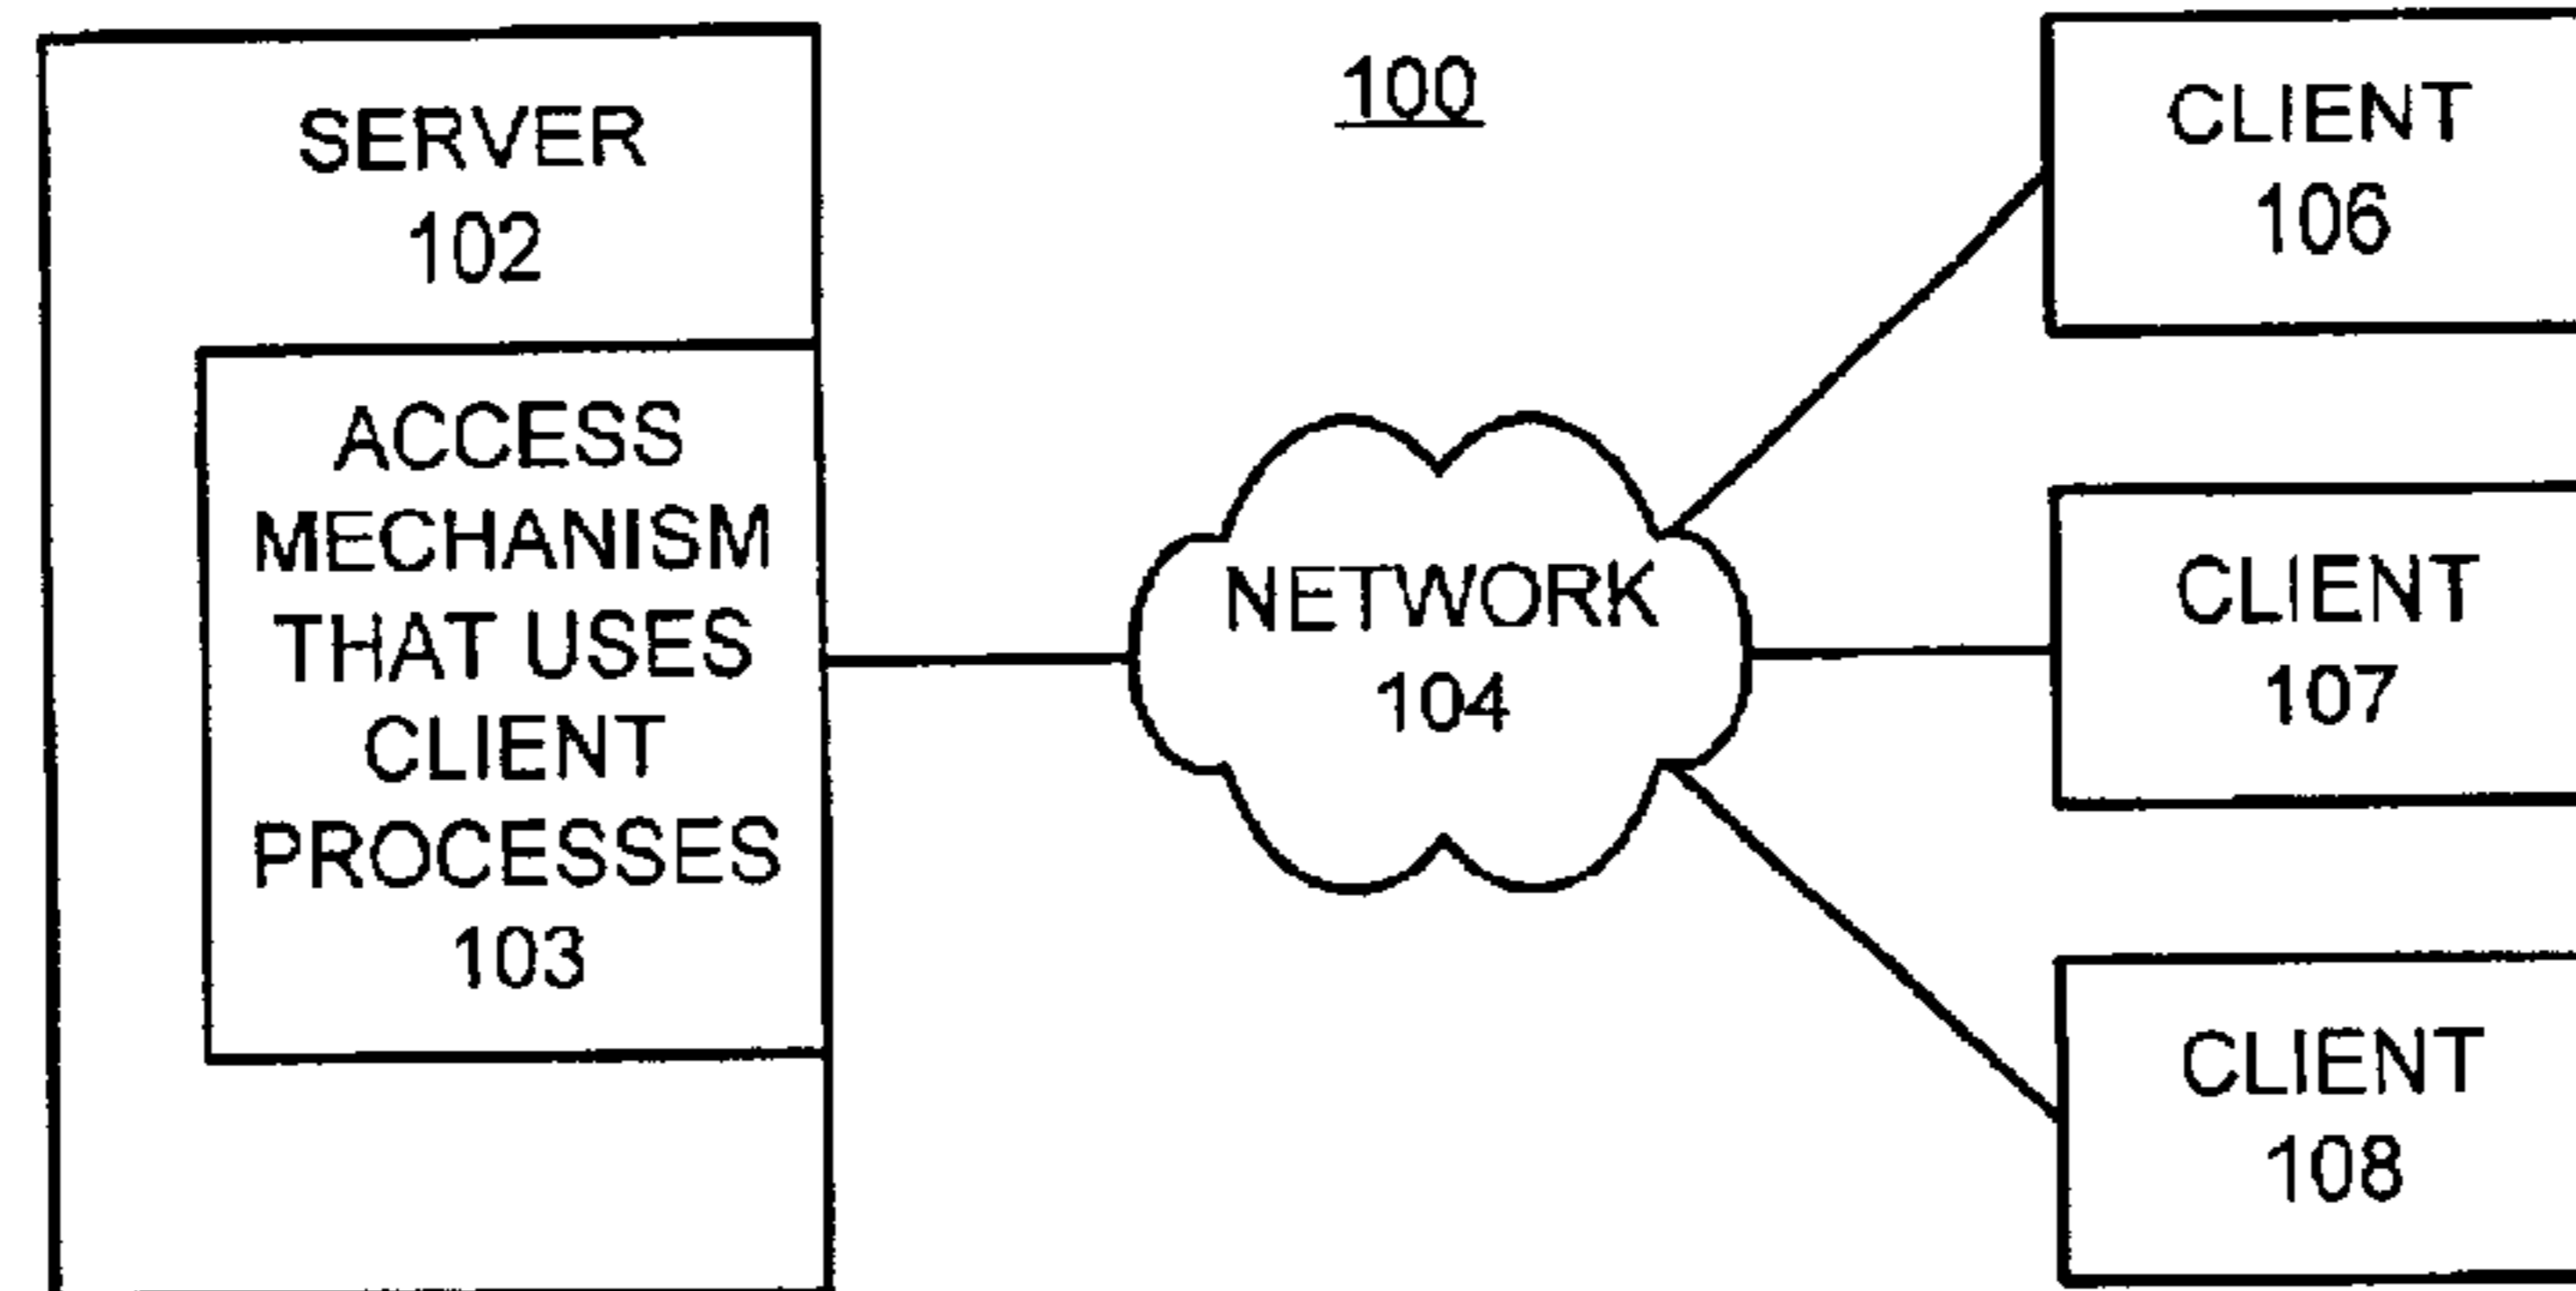 SERVER
102
ACCESS
MECHANISM
THAT USES
CLIENT
PROCESSES
103
100
NETWORK
104
CLIENT
106
CLIENT
107
CLIENT
108